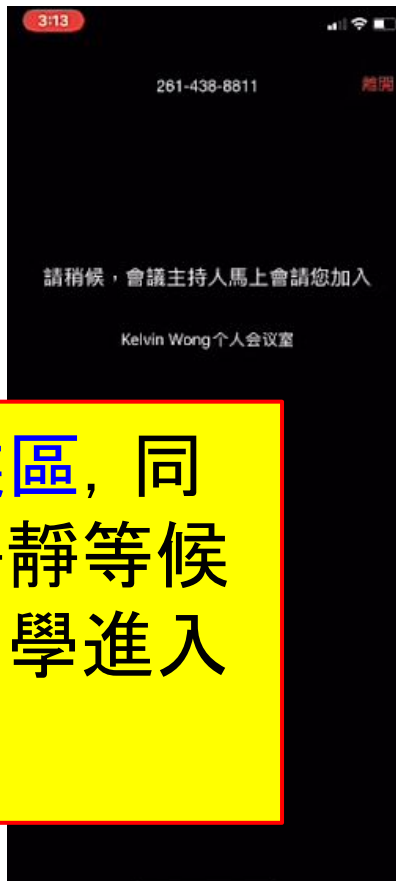 3:13
261-438-8811 離開
請稍候，會議主持人馬上會請您加入
Kelvin Wong个人会议室
區, 同
靜等候
學進入